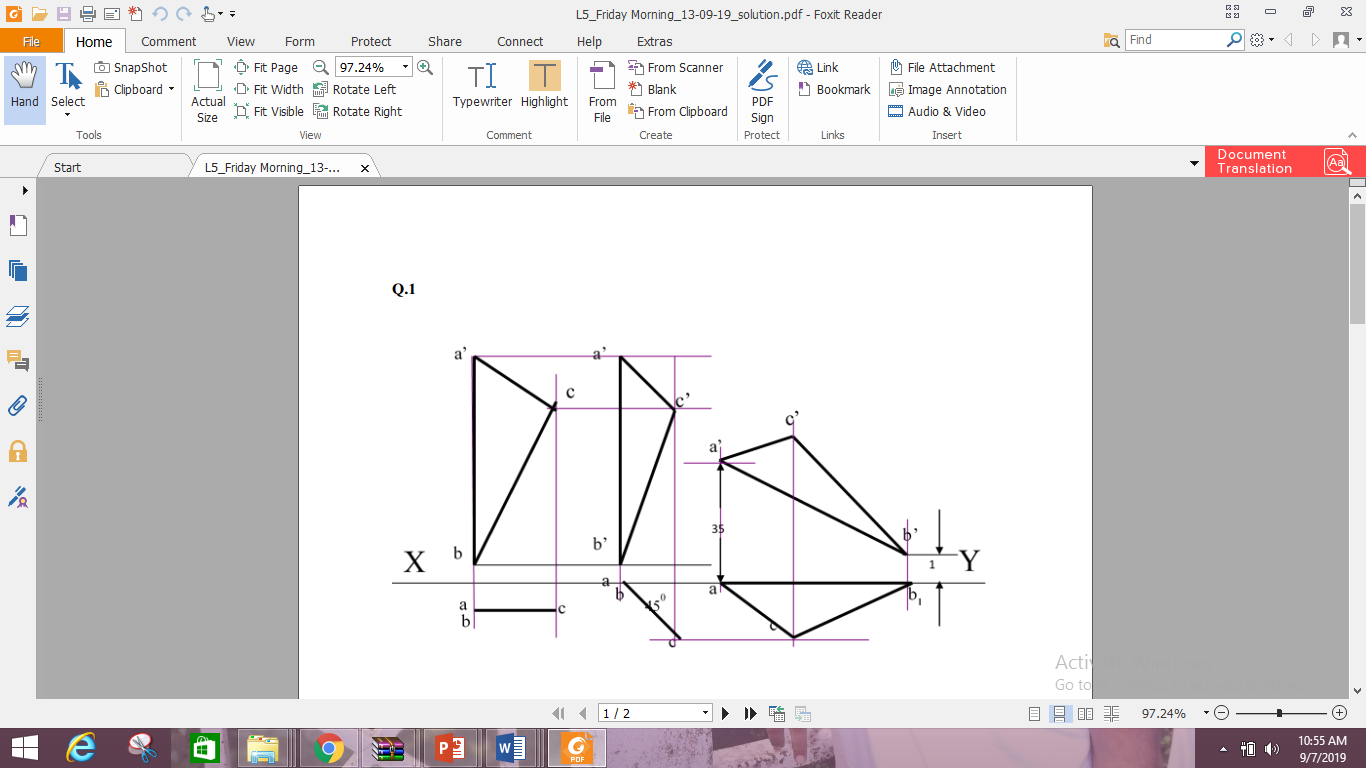 L5_Friday Morning_13-09-19_solution.pdf - Foxit Reader
File Home Comment View Form Protect Share Connect Help Extras
Find
Hand
Select
SnapShot
Clipboard
Tools
Actual Size
Fit Page
Fit Width
Fit Visible
97.24%
Rotate Left
Rotate Right
View
Typewriter
Highlight
Comment
From File
From Scanner
Blank
From Clipboard
Create
PDF Sign
Protect
Link
Bookmark
Links
File Attachment
Image Annotation
Audio & Video
Insert
Start
L5_Friday Morning_13-...
Document
Translation
Aa
Q.1
a’ a’
c
c’
c’
a’
35
b’
b b’
X Y
1
a
b
a b₁
45⁰
a
b
c
c
c
1 / 2
97.24%
PDF
10:55 AM
9/7/2019